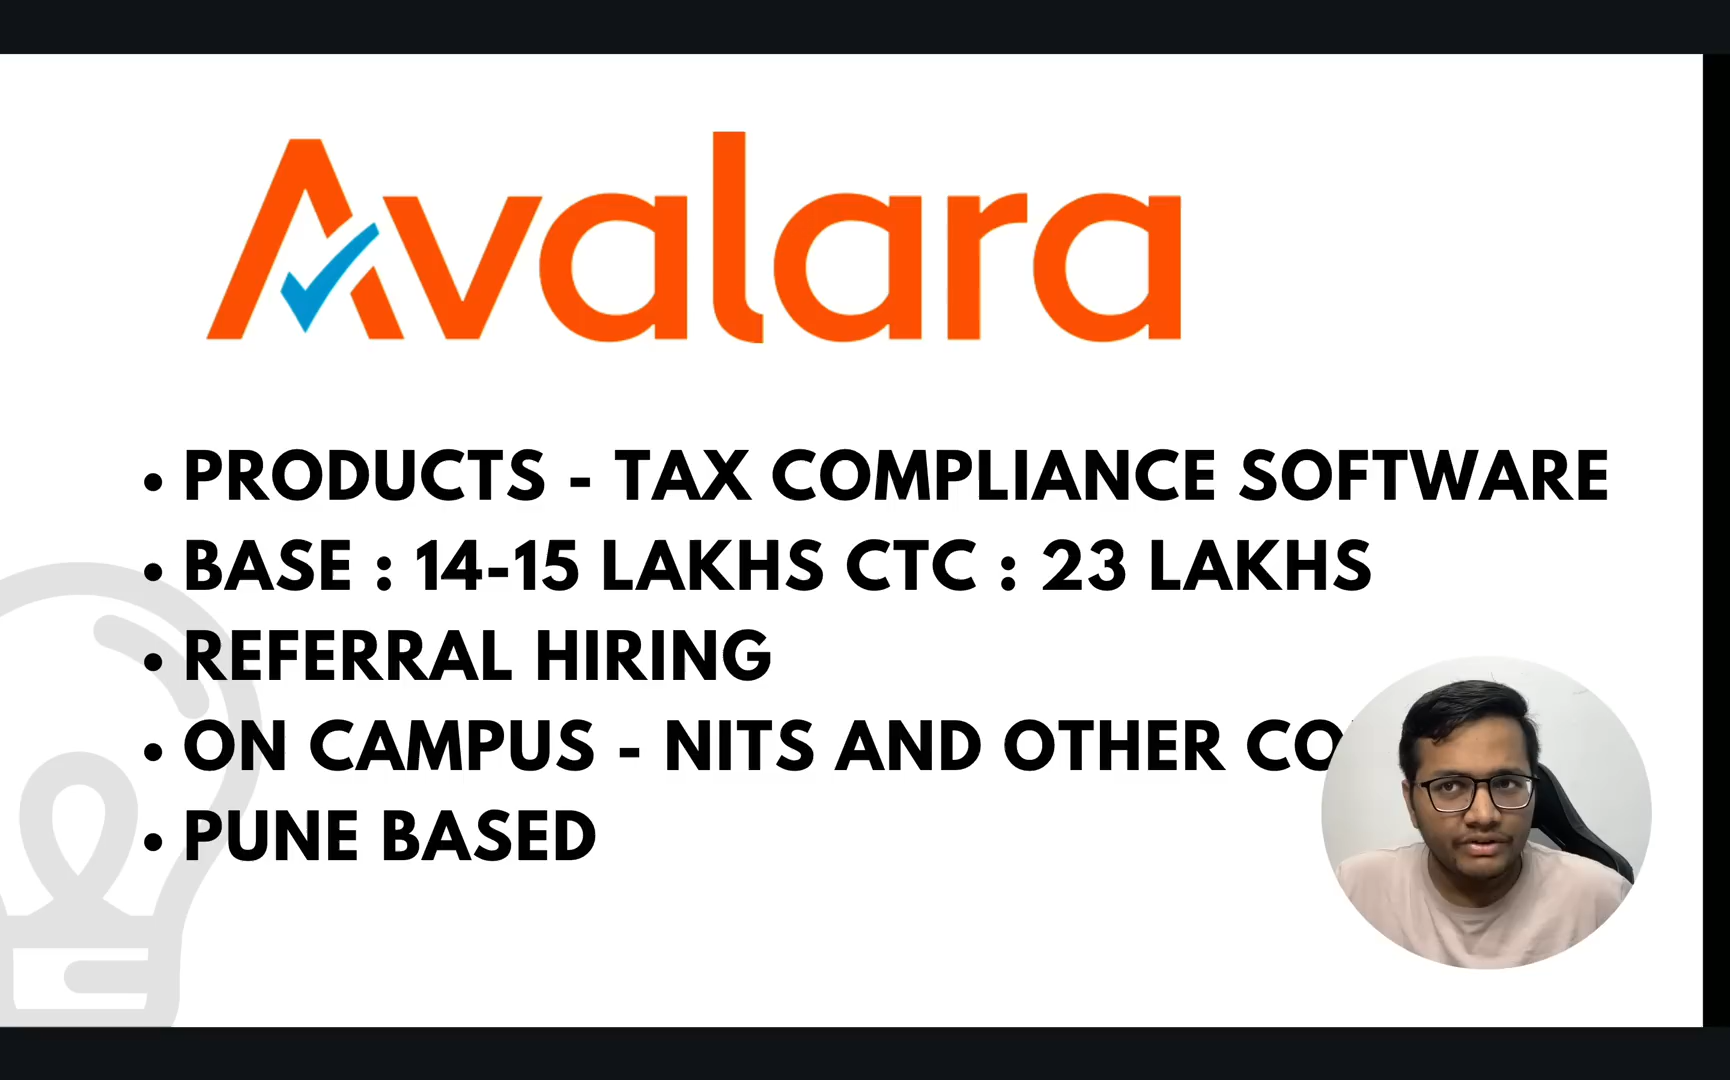 Avalara
• PRODUCTS - TAX COMPLIANCE SOFTWARE
• BASE : 14-15 LAKHS CTC : 23 LAKHS
• REFERRAL HIRING
• ON CAMPUS - NITS AND OTHER
• PUNE BASED